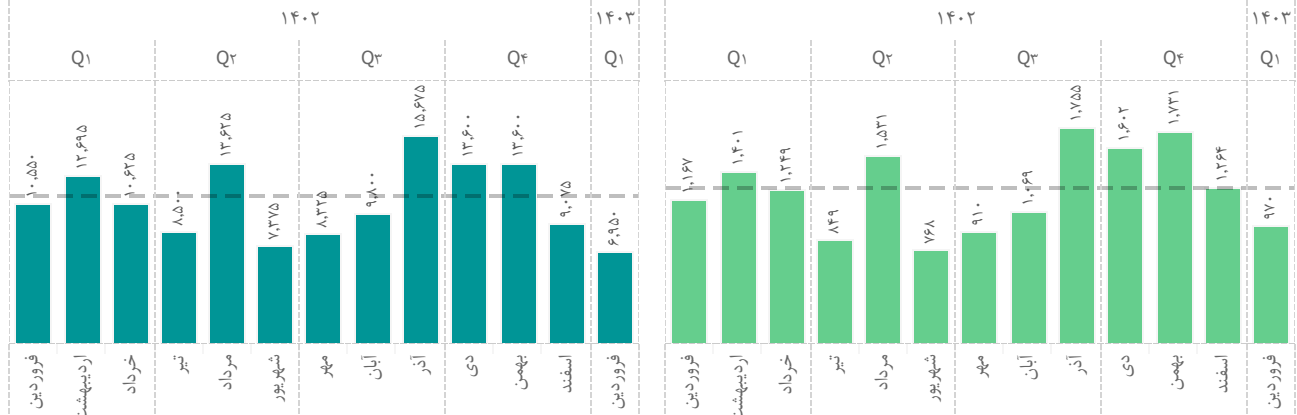 ۱۴۰۲
۱۴۰۳
Q۱
Q۲
Q۳
Q۴
Q۱
۱۰,۵۵۰
۱۲,۶۹۵
۱۰,۶۲۵
۸,۵۰۰
۱۳,۶۲۵
۷,۳۷۵
۸,۳۲۵
۹,۸۰۰
۱۵,۶۷۵
۱۳,۶۰۰
۱۳,۶۰۰
۹,۰۷۵
۶,۹۵۰
فروردین
اردیبهشت
خرداد
تیر
مرداد
شهریور
مهر
آبان
آذر
دی
بهمن
اسفند
فروردین
۱۴۰۲
۱۴۰۳
Q۱
Q۲
Q۳
Q۴
Q۱
۱,۱۶۷
۱,۴۰۱
۱,۲۴۹
۸۴۹
۱,۵۳۱
۷۶۸
۹۱۰
۱,۰۶۹
۱,۷۵۵
۱,۶۰۲
۱,۷۳۱
۱,۲۶۴
۹۷۰
فروردین
اردیبهشت
خرداد
تیر
مرداد
شهریور
مهر
آبان
آذر
دی
بهمن
اسفند
فروردین